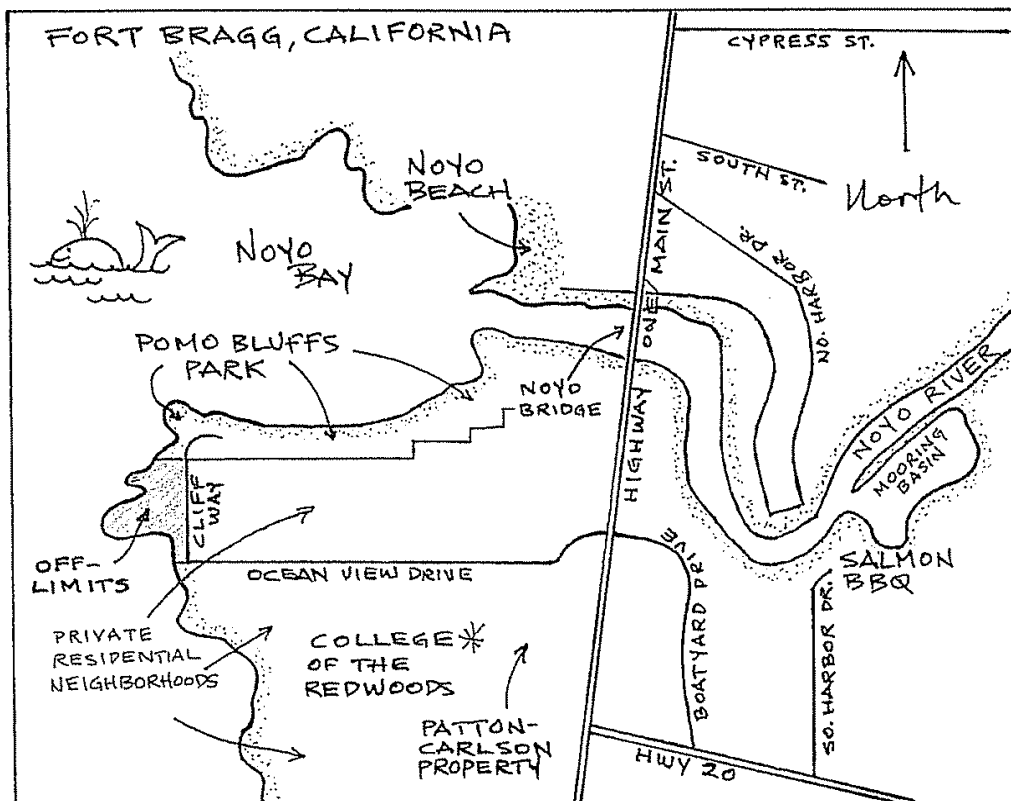 FORT BRAGG, CALIFORNIA
CYPRESS ST.
SOUTH ST.
North
NOYO
BEACH
NO. HARBOR DR.
NOYO
BAY
HIGHWAY ONE MAIN ST.
POMO BLUFFS
PARK
NOYO
BRIDGE
NOYO RIVER
MOORING
BASIN
CLIFF
WAY
OFF-
LIMITS
OCEAN VIEW DRIVE
BOATYARD DRIVE
SALMON
BBQ
SO. HARBOR DR.
PRIVATE
RESIDENTIAL
NEIGHBORHOODS
COLLEGE
OF THE
REDWOODS
PATTON-
CARLSON
PROPERTY
HWY 20